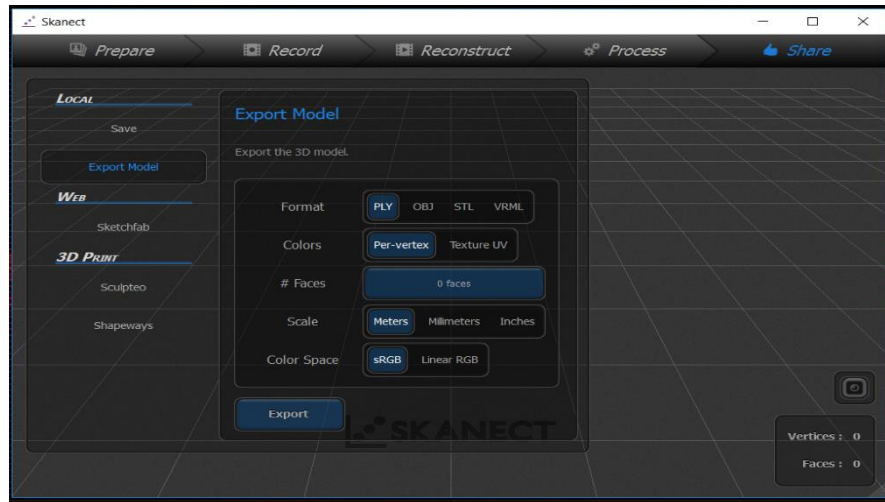 Skanect
Prepare Record Reconstruct Process Share
LOCAL
Save
Export Model
WEB
Sketchfab
3D PRINT
Sculpteo
Shapeways
Export Model
Export the 3D model.
Format PLY OBJ STL VRML
Colors Per-vertex Texture UV
# Faces 0 faces
Scale Meters Millimeters Inches
Color Space sRGB Linear RGB
Export
SKANECT
Vertices : 0
Faces : 0